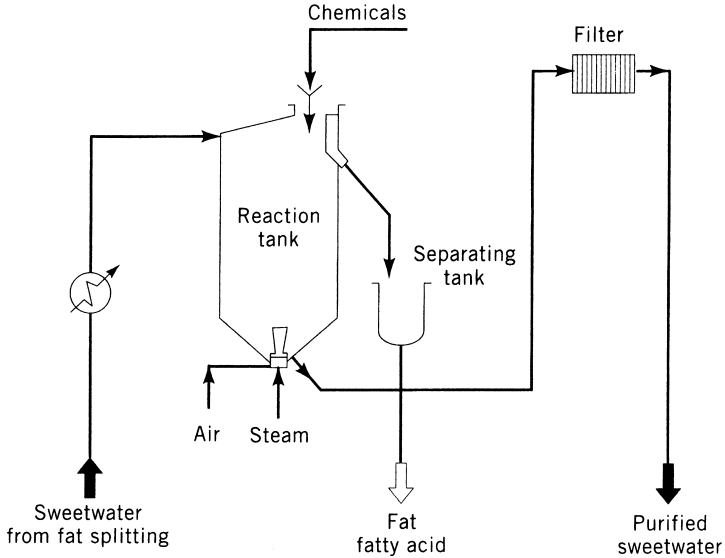 Chemicals
Filter
Reaction
tank
Separating
tank
Air
Steam
Sweetwater
from fat splitting
Fat
fatty acid
Purified
sweetwater